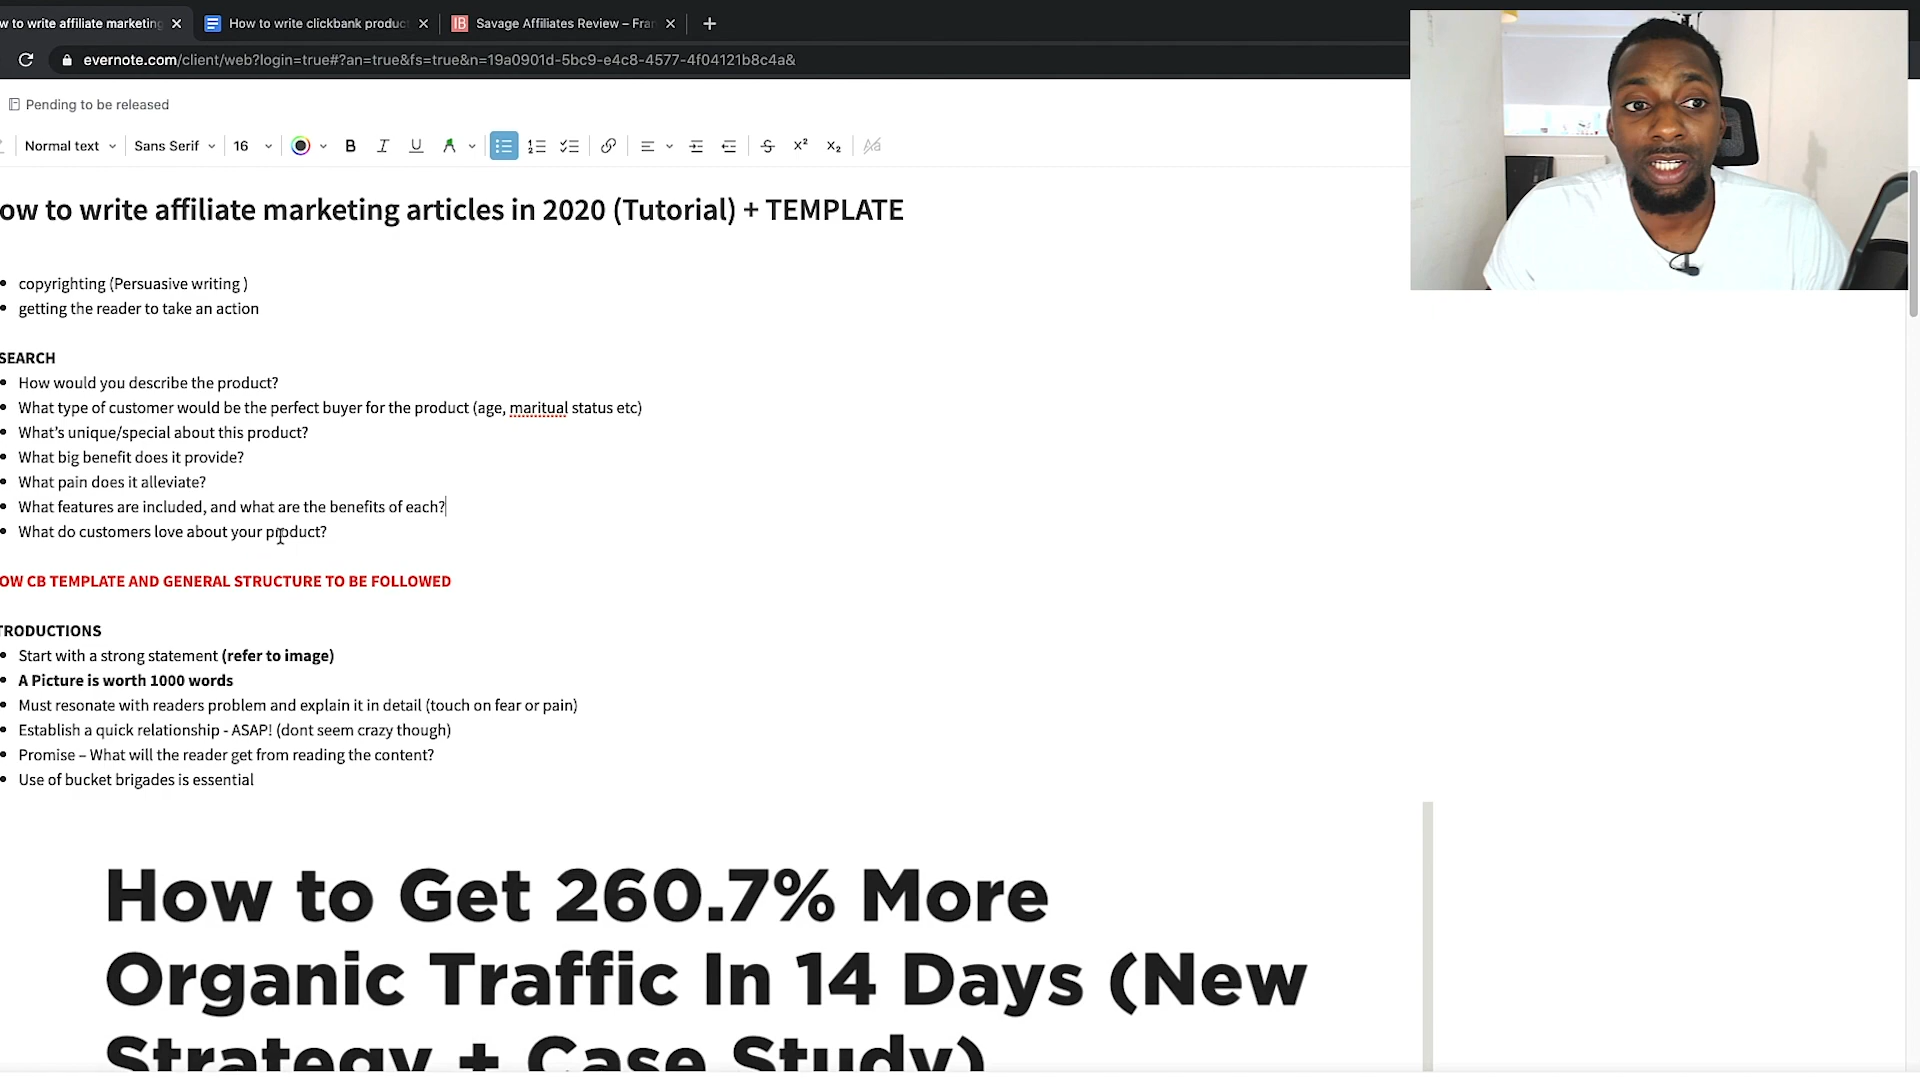 w to write affiliate marketing
How to write clickbank product
Savage Affiliates Review – Fran
evernote.com/client/web?login=true#?an=true&fs=true&n=19a0901d-5bc9-e4c8-4577-4f04121b8c4a&
Pending to be released
Normal text Sans Serif 16 B I U
ow to write affiliate marketing articles in 2020 (Tutorial) + TEMPLATE
• copyrighting (Persuasive writing )
• getting the reader to take an action
SEARCH
• How would you describe the product?
• What type of customer would be the perfect buyer for the product (age, maritual status etc)
• What's unique/special about this product?
• What big benefit does it provide?
• What pain does it alleviate?
• What features are included, and what are the benefits of each?
• What do customers love about your product?
OW CB TEMPLATE AND GENERAL STRUCTURE TO BE FOLLOWED
TRODUCTIONS
• Start with a strong statement (refer to image)
• A Picture is worth 1000 words
• Must resonate with readers problem and explain it in detail (touch on fear or pain)
• Establish a quick relationship - ASAP! (dont seem crazy though)
• Promise – What will the reader get from reading the content?
• Use of bucket brigades is essential
How to Get 260.7% More
Organic Traffic In 14 Days (New
Strategy + Case Study)